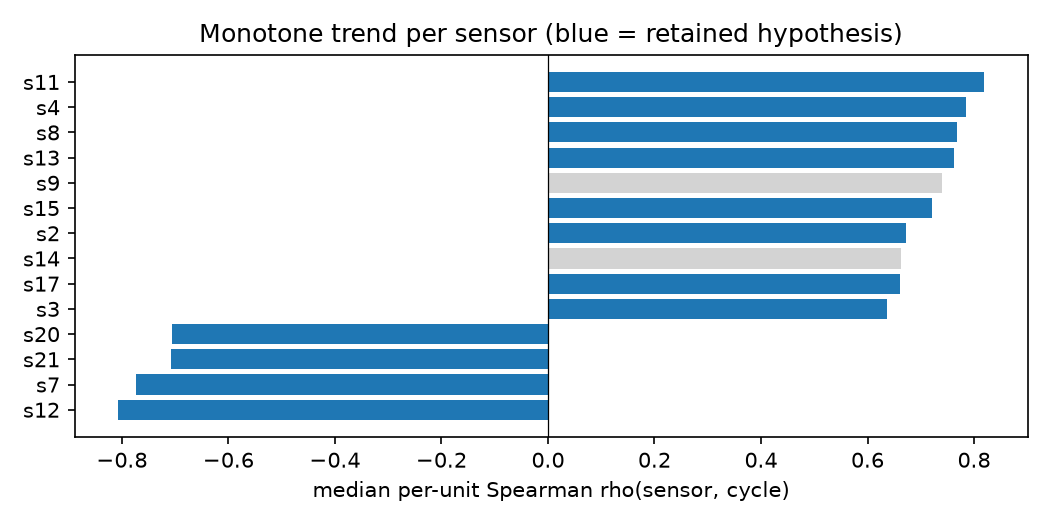 Monotone trend per sensor (blue = retained hypothesis)
s11
s4
s8
s13
s9
s15
s2
s14
s17
s3
s20
s21
s7
s12
−0.8 −0.6 −0.4 −0.2 0.0 0.2 0.4 0.6 0.8
median per-unit Spearman rho(sensor, cycle)